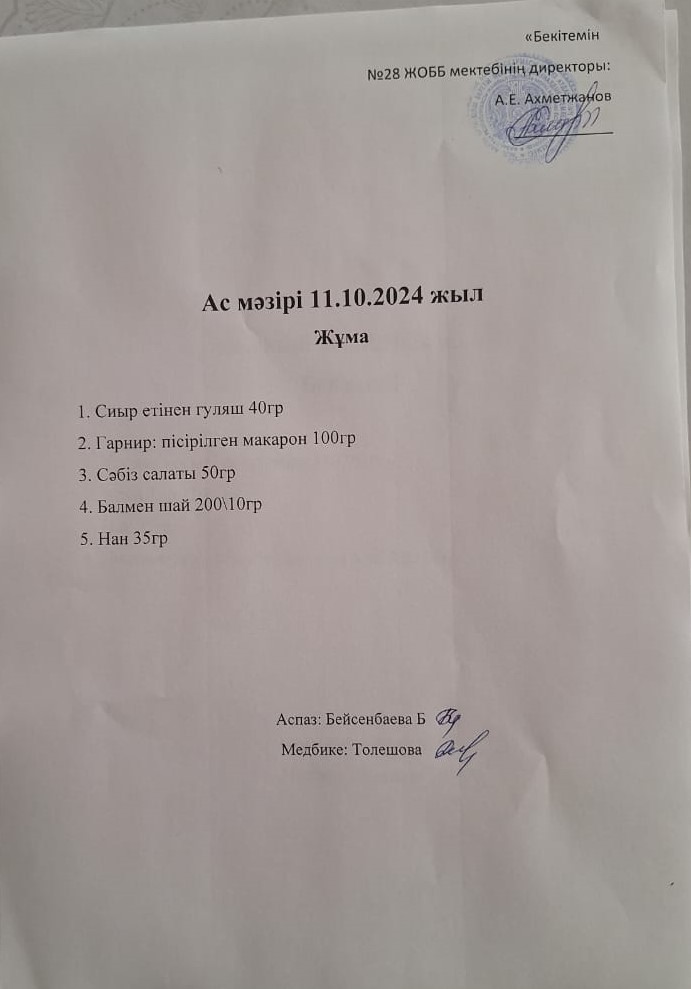 «Бекітемін
№28 ЖОББ мектебінің директоры:
А.Е. Ахметжанов
Ас мәзірі 11.10.2024 жыл
Жұма
1. Сиыр етінен гуляш 40гр
2. Гарнир: пісірілген макарон 100гр
3. Сәбіз салаты 50гр
4. Балмен шай 200\10гр
5. Нан 35гр
Аспаз: Бейсенбаева Б
Медбике: Толешова